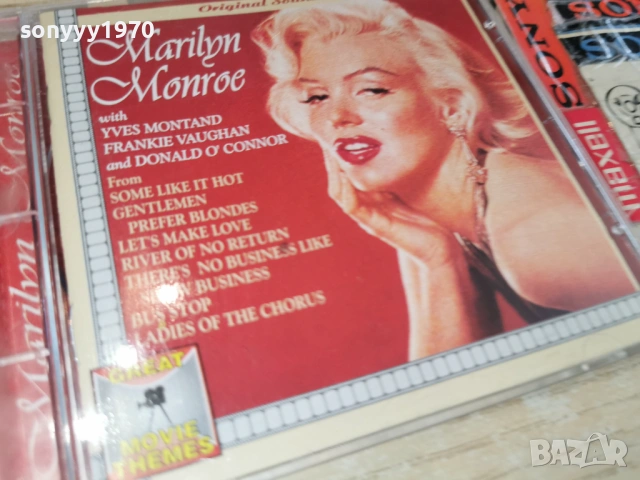 sonyyy1970
Original
Marilyn
Monroe
with
YVES MONTAND
FRANKIE VAUGHAN
and DONALD O' CONNOR
From
SOME LIKE IT HOT
GENTLEMEN
PREFER BLONDES
LET'S MAKE LOVE
RIVER OF NO RETURN
THERE'S NO BUSINESS LIKE
BUSINESS
BUS STOP
LADIES OF THE CHORUS
GREAT
MOVIE
THEMES
Marilyn Monroe
SONY
maxell
BAZAR
bg